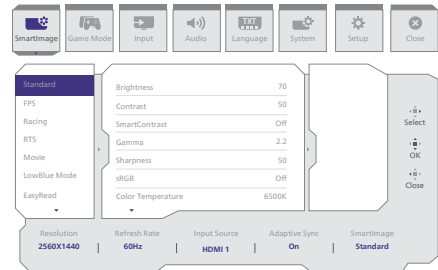 SmartImage
Game Mode
Input
Audio
TXT
Language
System
Setup
Close
Standard
FPS
Racing
RTS
Movie
LowBlue Mode
EasyRead
Brightness 70
Contrast 50
SmartContrast Off
Gamma 2.2
Sharpness 50
sRGB Off
Color Temperature 6500K
Select
OK
Close
Resolution
2560X1440
Refresh Rate
60Hz
Input Source
HDMI 1
Adaptive Sync
On
SmartImage
Standard